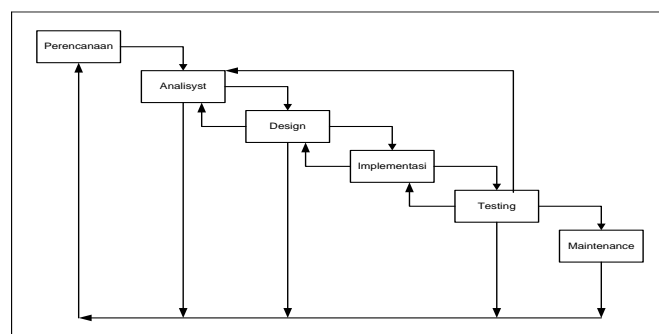 Perencanaan
Analisyst
Design
Implementasi
Testing
Maintenance